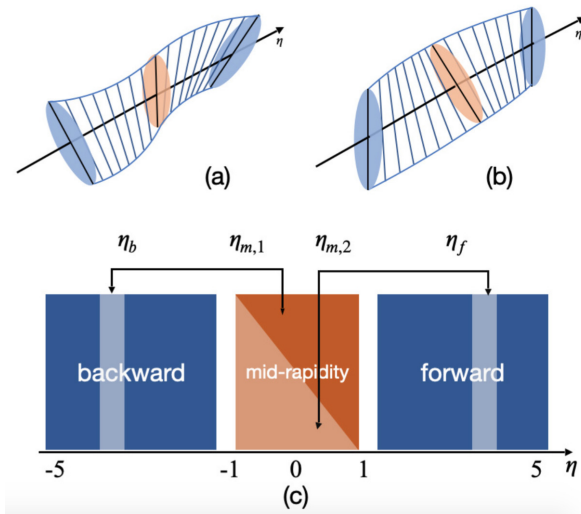 η
η
(a)
(b)
η_b η_{m,1} η_{m,2} η_f
backward mid-rapidity forward
-5 -1 0 1 5 η
(c)